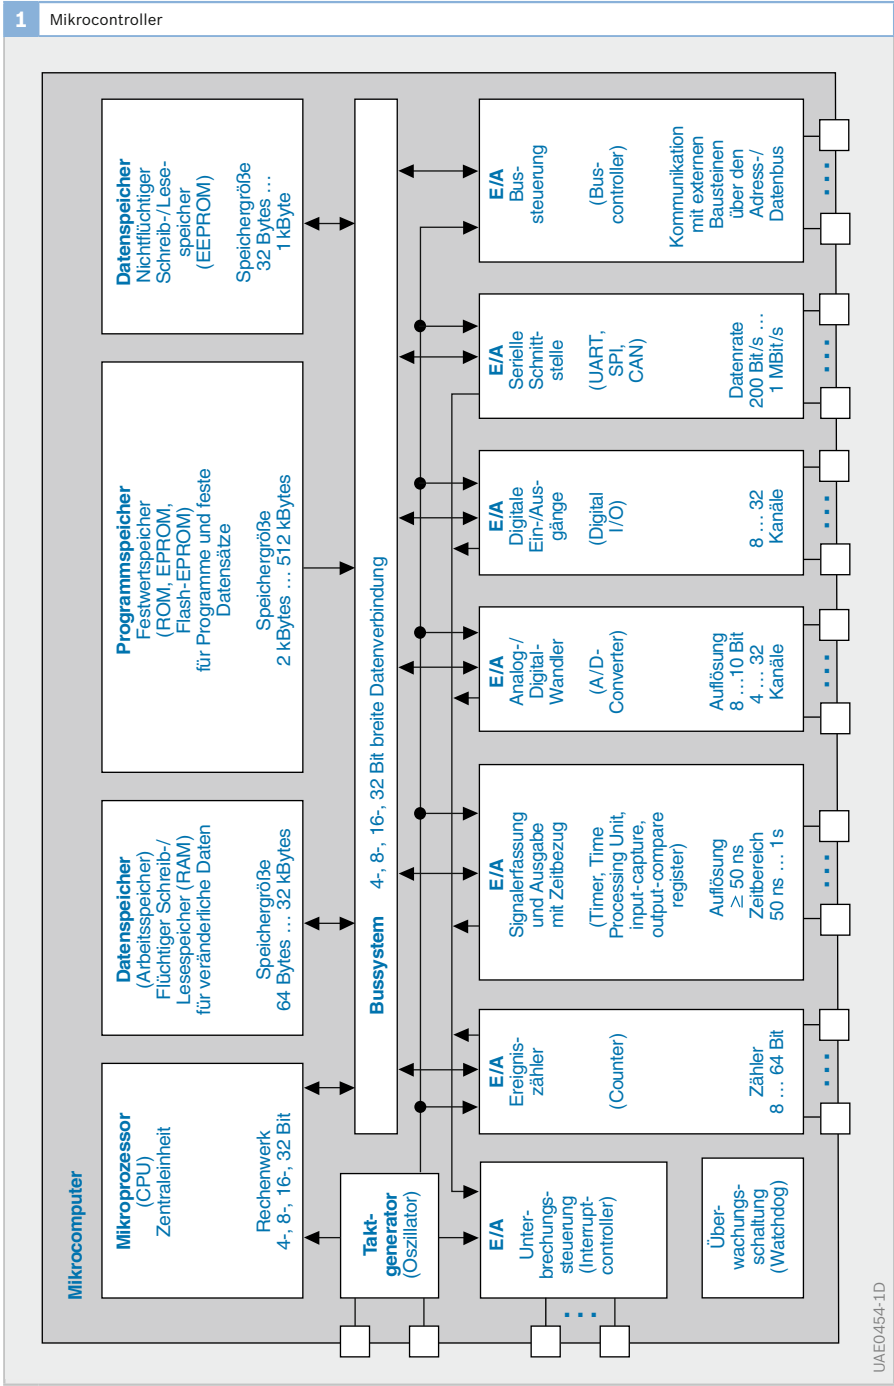 1
Mikrocontroller
Mikrocomputer
Mikroprozessor
(CPU)
Zentraleinheit
Rechenwerk
4-, 8-, 16-, 32 Bit
Datenspeicher
(Arbeitsspeicher)
Flüchtiger Schreib-/
Lesespeicher (RAM)
für veränderliche Daten
Speichergröße
64 Bytes … 32 kBytes
Programmspeicher
Festwertspeicher
(ROM, EPROM,
Flash-EPROM)
für Programme und feste
Datensätze
Speichergröße
2 kBytes … 512 kBytes
Datenspeicher
Nichtflüchtiger
Schreib-/Lese-
speicher
(EEPROM)
Speichergröße
32 Bytes …
1 kByte
Bussystem 4-, 8-, 16-, 32 Bit breite Datenverbindung
Takt-
generator
(Oszillator)
E/A
Unter-
brechungs-
steuerung
(Interrupt-
controller)
Über-
wachungs-
schaltung
(Watchdog)
E/A
Ereignis-
zähler
(Counter)
Zähler
8 … 64 Bit
E/A
Signalerfassung
und Ausgabe
mit Zeitbezug
(Timer, Time
Processing Unit,
input-capture,
output-compare
register)
Auflösung
≥ 50 ns
Zeitbereich
50 ns … 1s
E/A
Analog-/
Digital-
Wandler
(A/D-
Converter)
Auflösung
8 …10 Bit
4 … 32
Kanäle
E/A
Digitale
Ein-/Aus-
gänge
(Digital
I/O)
8 … 32
Kanäle
E/A
Serielle
Schnitt-
stelle
(UART,
SPI,
CAN)
Datenrate
200 Bit/s …
1 MBit/s
E/A
Bus-
steuerung
(Bus-
controller)
Kommunikation
mit externen
Bausteinen
über den
Adress-/
Datenbus
UAE0454-1D